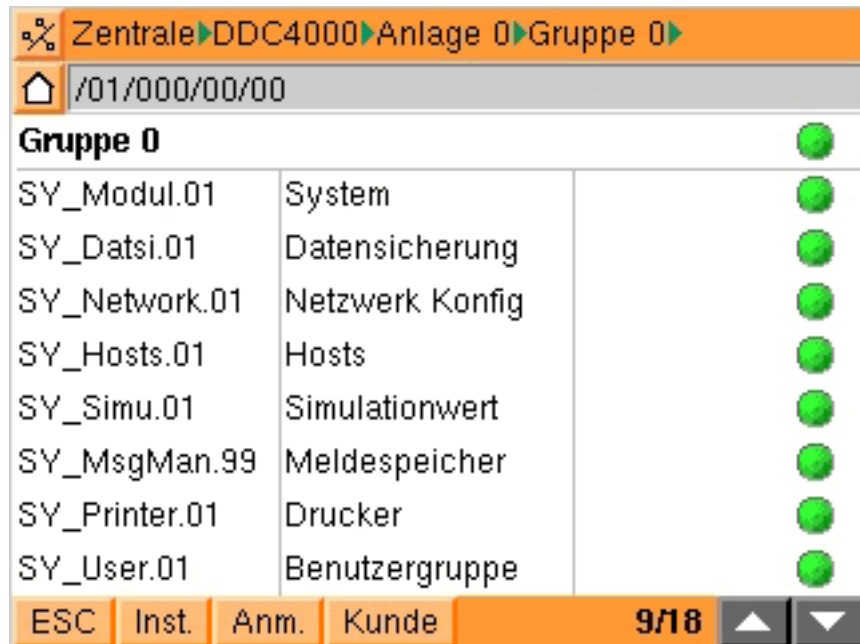 Zentrale DDC4000 Anlage 0 Gruppe 0
/01/000/00/00
Gruppe 0
SY_Modul.01 System
SY_Datsi.01 Datensicherung
SY_Network.01 Netzwerk Konfig
SY_Hosts.01 Hosts
SY_Simu.01 Simulationwert
SY_MsgMan.99 Meldespeicher
SY_Printer.01 Drucker
SY_User.01 Benutzergruppe
ESC Inst. Anm. Kunde 9/18